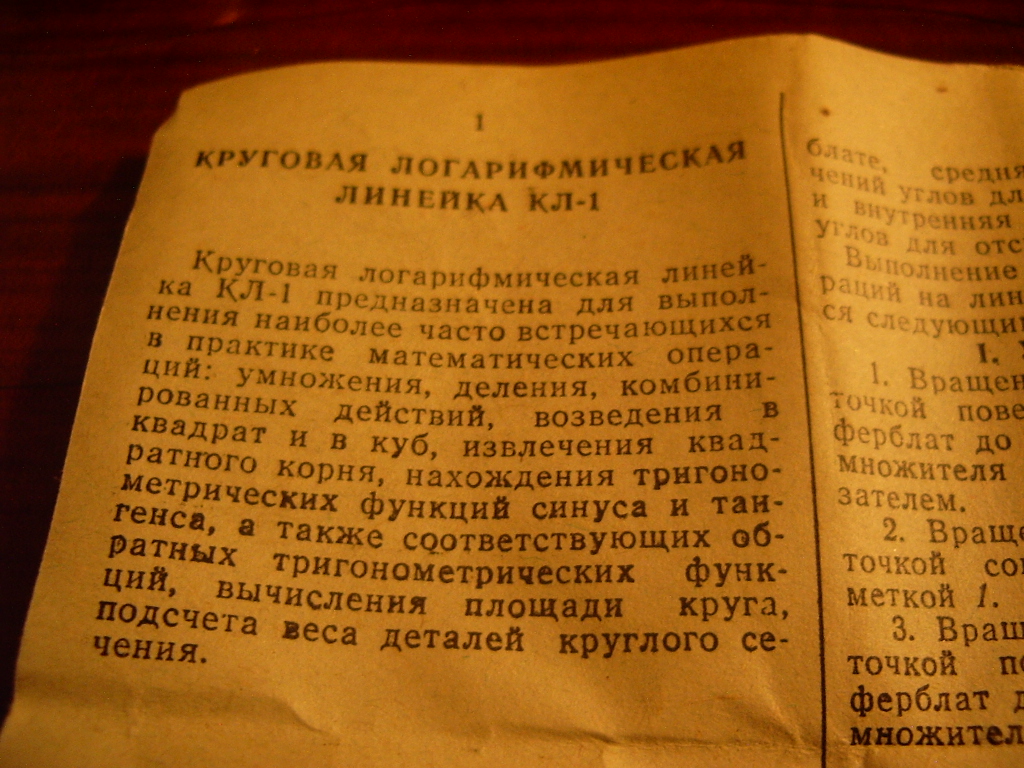 1
КРУГОВАЯ ЛОГАРИФМИЧЕСКАЯ
ЛИНЕЙКА КЛ-1
Круговая логарифмическая линей-
ка КЛ-1 предназначена для выпол-
нения наиболее часто встречающихся
в практике математических опера-
ций: умножения, деления, комбини-
рованных действий, возведения в
квадрат и в куб, извлечения квад-
ратного корня, нахождения тригоно-
метрических функций синуса и тан-
генса, а также соответствующих об-
ратных тригонометрических функ-
ций, вычисления площади круга,
подсчета веса деталей круглого се-
чения.
блате, средня
чений углов дл
и внутренняя
углов для отс
Выполнение
раций на лин
ся следующи
1.
1. Вращен
точкой пове
ферблат до
множителя
зателем.
2. Враще
точкой сов
меткой 1.
3. Вращ
точкой по
ферблат д
множител